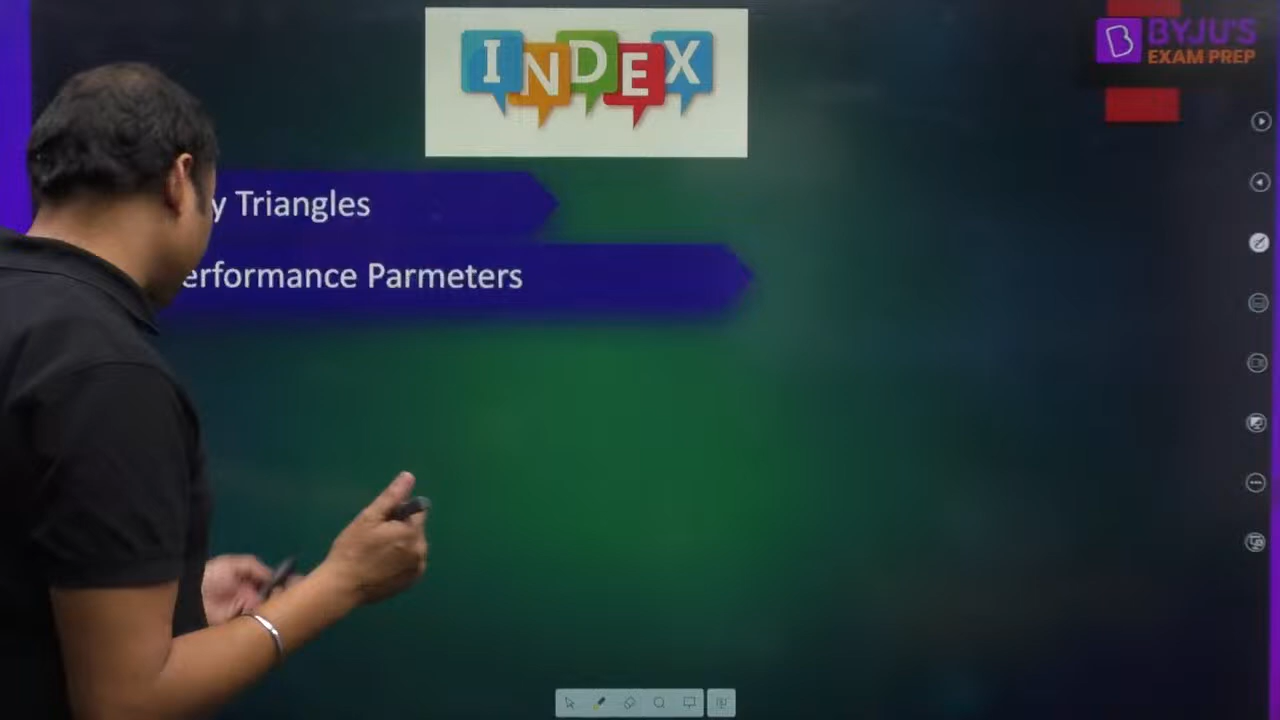 INDEX
BYJU'S
EXAM PREP
Triangles
erformance Parmeters